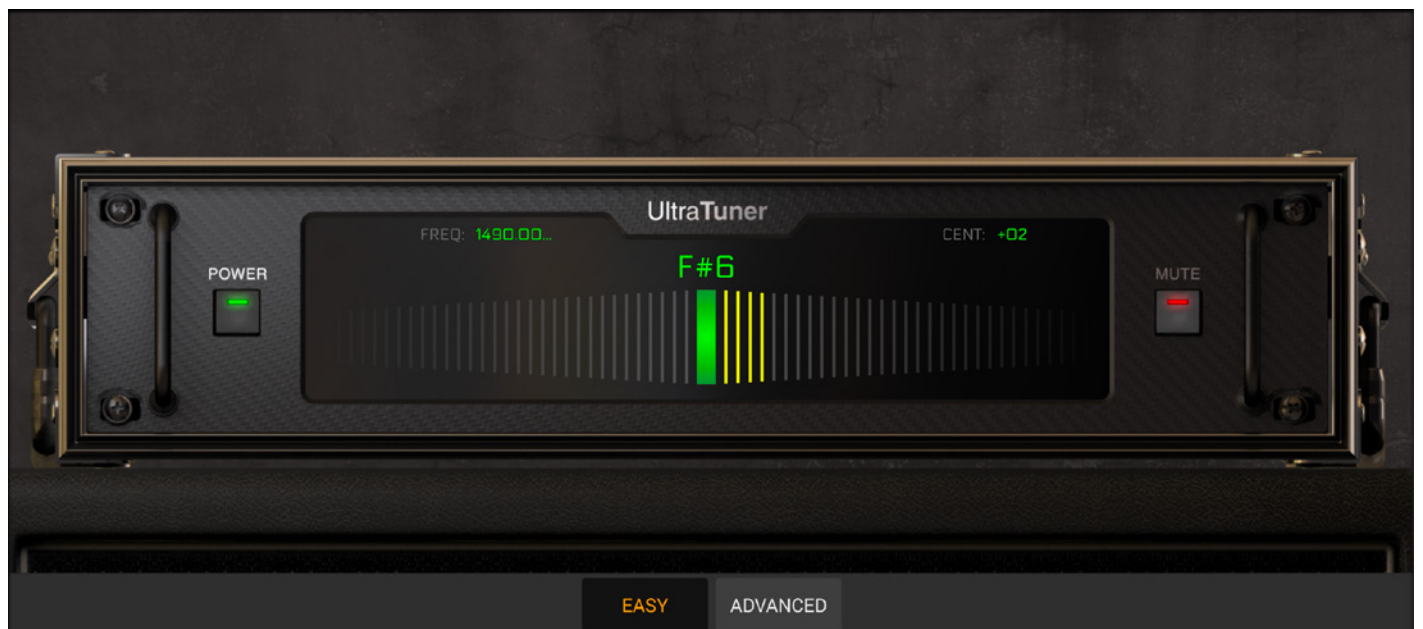 UltraTuner
FREQ: 1490.00... CENT: +02
F#6
POWER
MUTE
EASY ADVANCED